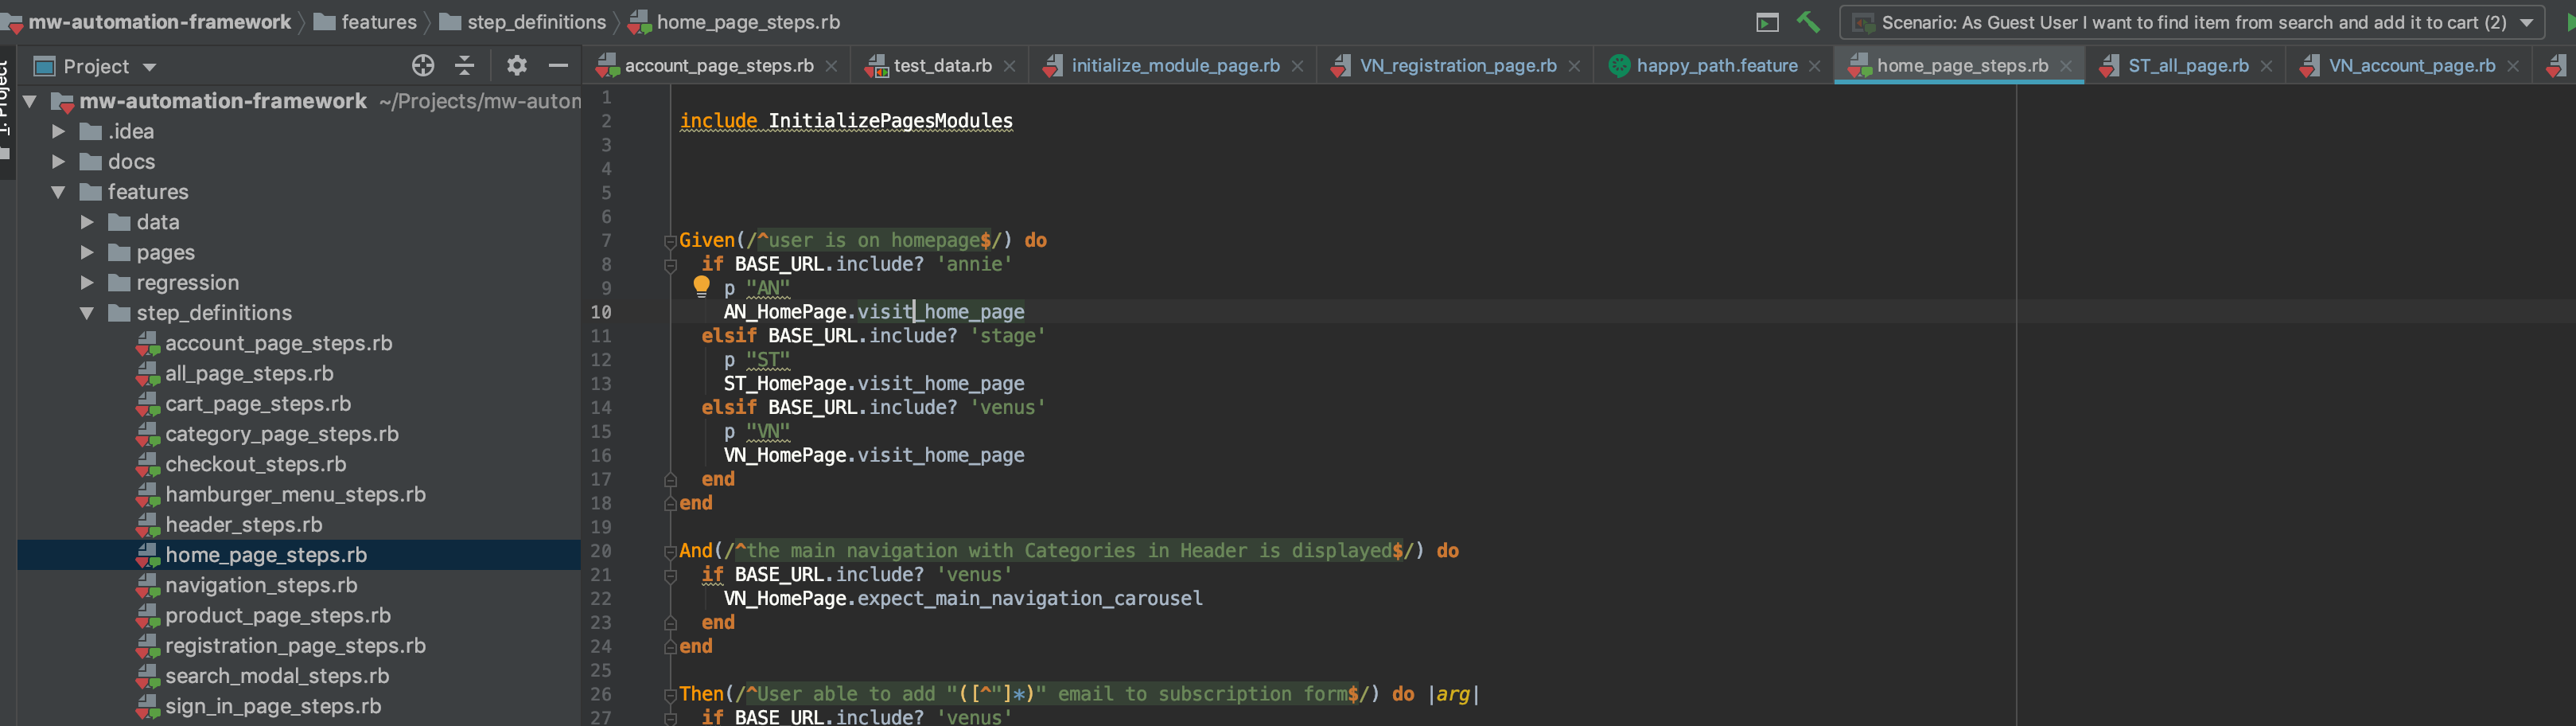 mw-automation-framework features step_definitions home_page_steps.rb
Scenario: As Guest User I want to find item from search and add it to cart (2)
Project
account_page_steps.rb test_data.rb initialize_module_page.rb VN_registration_page.rb happy_path.feature home_page_steps.rb ST_all_page.rb VN_account_page.rb
1: Project
mw-automation-framework ~/Projects/mw-auton
.idea
docs
features
data
pages
regression
step_definitions
account_page_steps.rb
all_page_steps.rb
cart_page_steps.rb
category_page_steps.rb
checkout_steps.rb
hamburger_menu_steps.rb
header_steps.rb
home_page_steps.rb
navigation_steps.rb
product_page_steps.rb
registration_page_steps.rb
search_modal_steps.rb
sign_in_page_steps.rb
1
2 include InitializePagesModules
3
4
5
6
7 Given(/^user is on homepage$/) do
8 if BASE_URL.include? 'annie'
9 p "AN"
10 AN_HomePage.visit_home_page
11 elsif BASE_URL.include? 'stage'
12 p "ST"
13 ST_HomePage.visit_home_page
14 elsif BASE_URL.include? 'venus'
15 p "VN"
16 VN_HomePage.visit_home_page
17 end
18 end
19
20 And(/^the main navigation with Categories in Header is displayed$/) do
21 if BASE_URL.include? 'venus'
22 VN_HomePage.expect_main_navigation_carousel
23 end
24 end
25
26 Then(/^User able to add "([^"]*)" email to subscription form$/) do |arg|
27 if BASE_URL.include? 'venus'